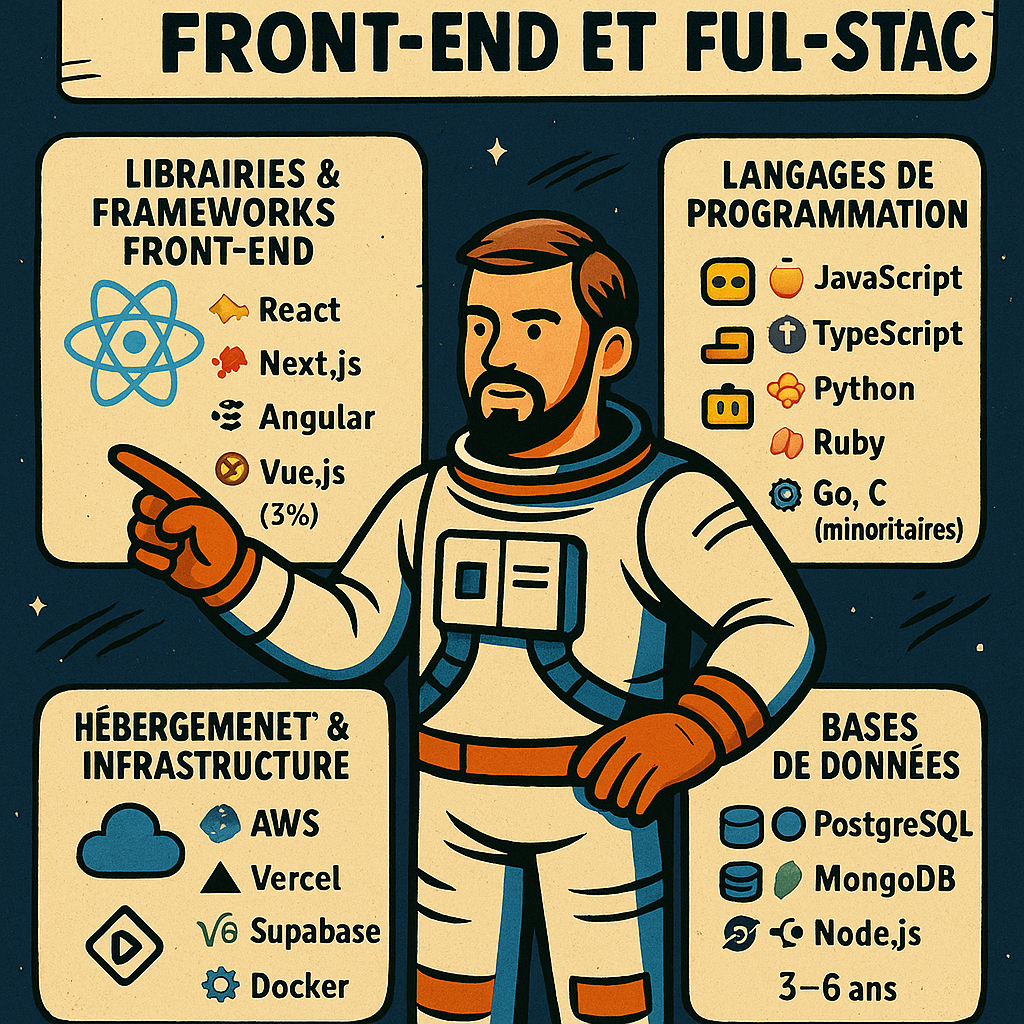 FRONT-END ET FUL-STAC
LIBRAIRIES &
FRAMEWORKS
FRONT-END
React
Next,js
Angular
Vue,js
(3%)
LANGAGES DE
PROGRAMMATION
JavaScript
TypeScript
Python
Ruby
Go, C
(minoritaires)
HÉBERGEMENET' &
INFRASTRUCTURE
AWS
Vercel
Supabase
Docker
BASES
DE DONNÉES
PostgreSQL
MongoDB
Node,js
3–6 ans